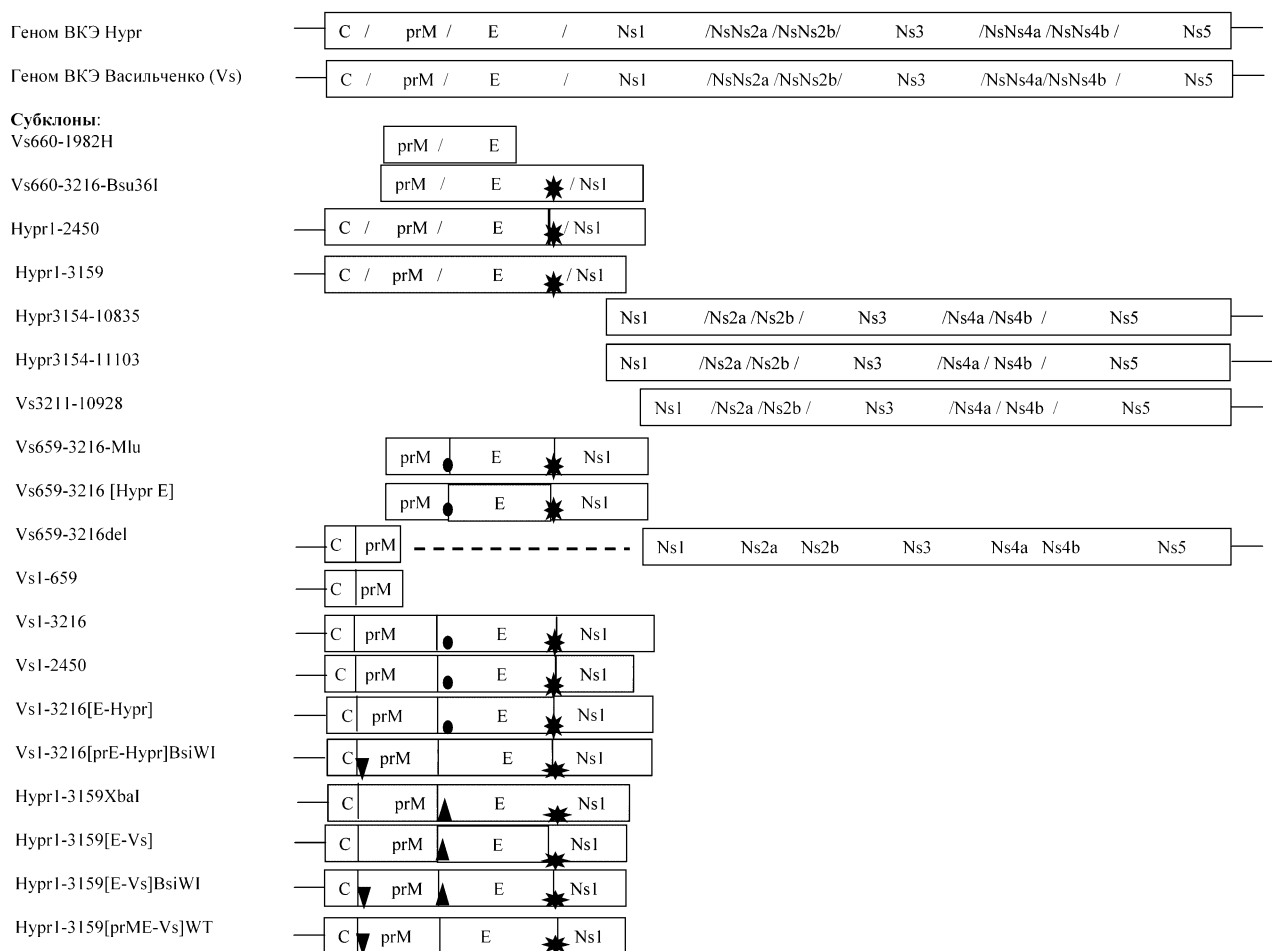 Геном ВКЭ Hypr C / prM / E / Ns1 /NsNs2a /NsNs2b/ Ns3 /NsNs4a /NsNs4b / Ns5
Геном ВКЭ Васильченко (Vs) C / prM / E / Ns1 /NsNs2a /NsNs2b/ Ns3 /NsNs4a/NsNs4b / Ns5
Субклоны:
Vs660-1982H prM / E
Vs660-3216-Bsu36I prM / E / Ns1
Hypr1-2450 C / prM / E / Ns1
Hypr1-3159 C / prM / E / Ns1
Hypr3154-10835 Ns1 /Ns2a /Ns2b / Ns3 /Ns4a /Ns4b / Ns5
Hypr3154-11103 Ns1 /Ns2a /Ns2b / Ns3 /Ns4a / Ns4b / Ns5
Vs3211-10928 Ns1 /Ns2a /Ns2b / Ns3 /Ns4a / Ns4b / Ns5
Vs659-3216-Mlu prM E Ns1
Vs659-3216 [Hypr E] prM E Ns1
Vs659-3216del C prM Ns1 Ns2a Ns2b Ns3 Ns4a Ns4b Ns5
Vs1-659 C prM
Vs1-3216 C prM E Ns1
Vs1-2450 C prM E Ns1
Vs1-3216[E-Hypr] C prM E Ns1
Vs1-3216[prE-Hypr]BsiWI C prM E Ns1
Hypr1-3159XbaI C prM E Ns1
Hypr1-3159[E-Vs] C prM E Ns1
Hypr1-3159[E-Vs]BsiWI C prM E Ns1
Hypr1-3159[prME-Vs]WT C prM E Ns1